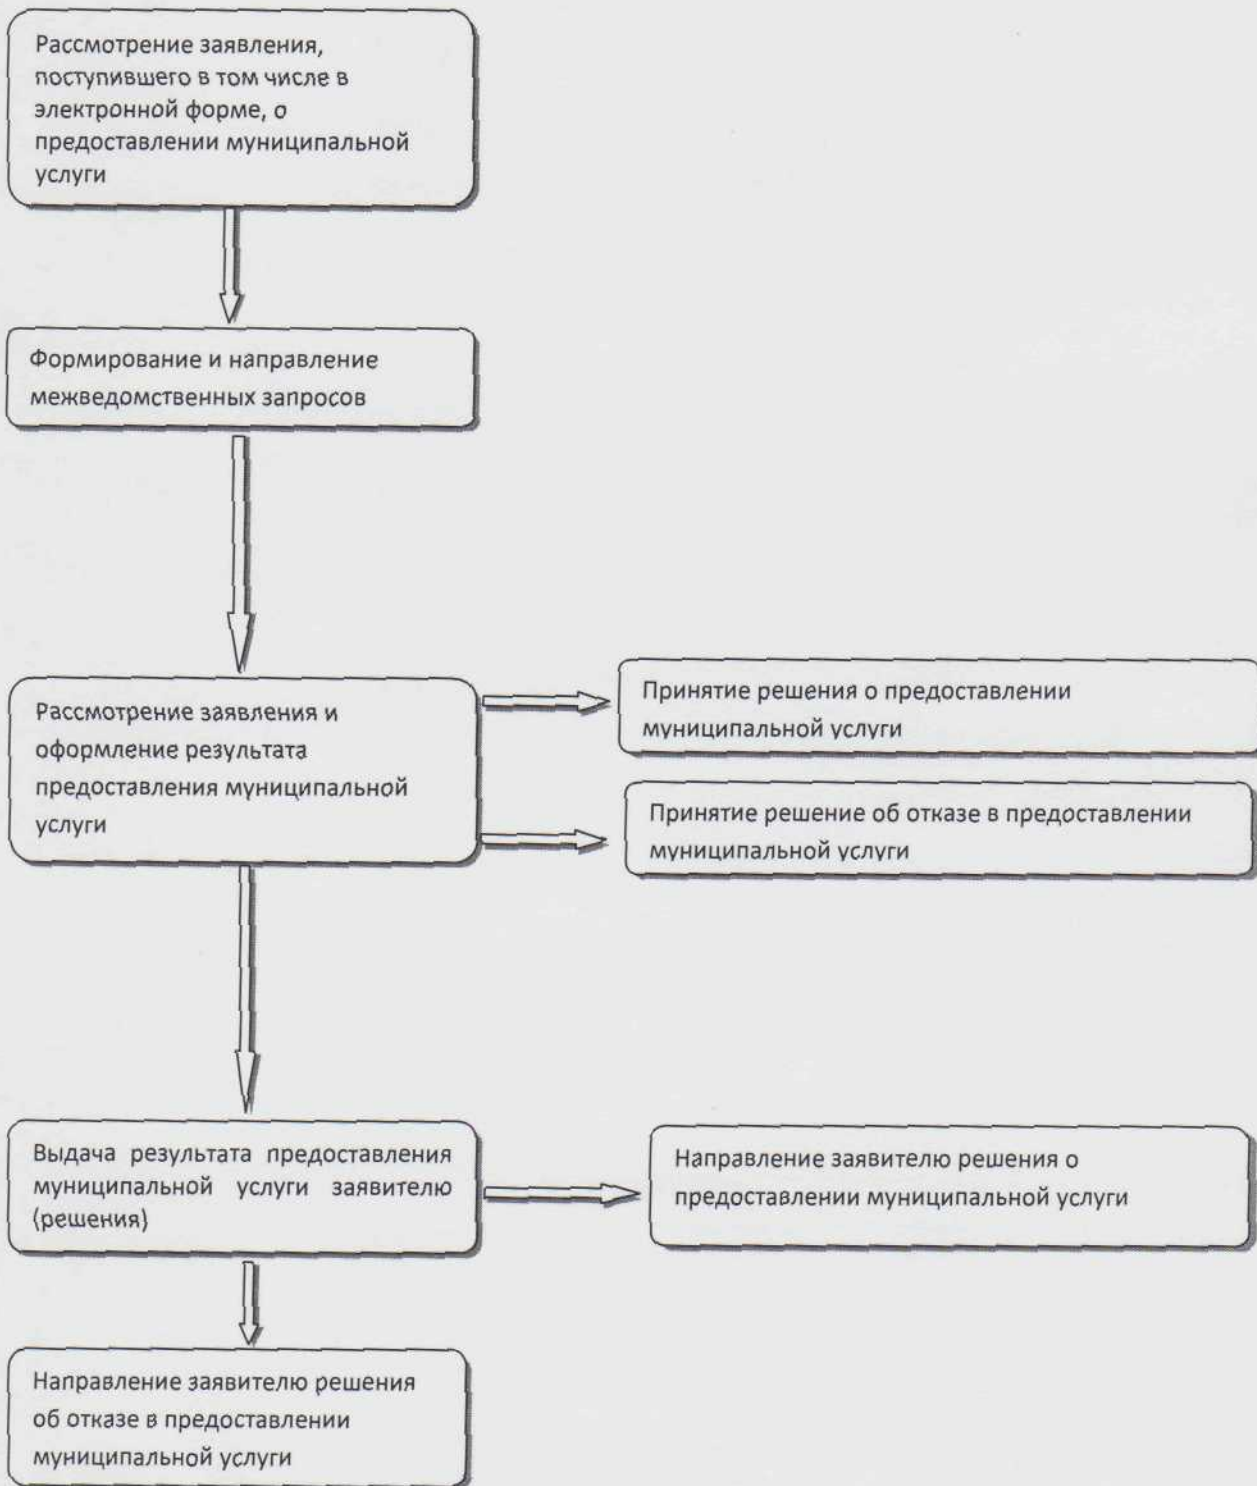 Рассмотрение заявления,
поступившего в том числе в
электронной форме, о
предоставлении муниципальной
услуги
Формирование и направление
межведомственных запросов
Рассмотрение заявления и
оформление результата
предоставления муниципальной
услуги
Принятие решения о предоставлении
муниципальной услуги
Принятие решение об отказе в предоставлении
муниципальной услуги
Выдача результата предоставления
муниципальной услуги заявителю
(решения)
Направление заявителю решения о
предоставлении муниципальной услуги
Направление заявителю решения
об отказе в предоставлении
муниципальной услуги